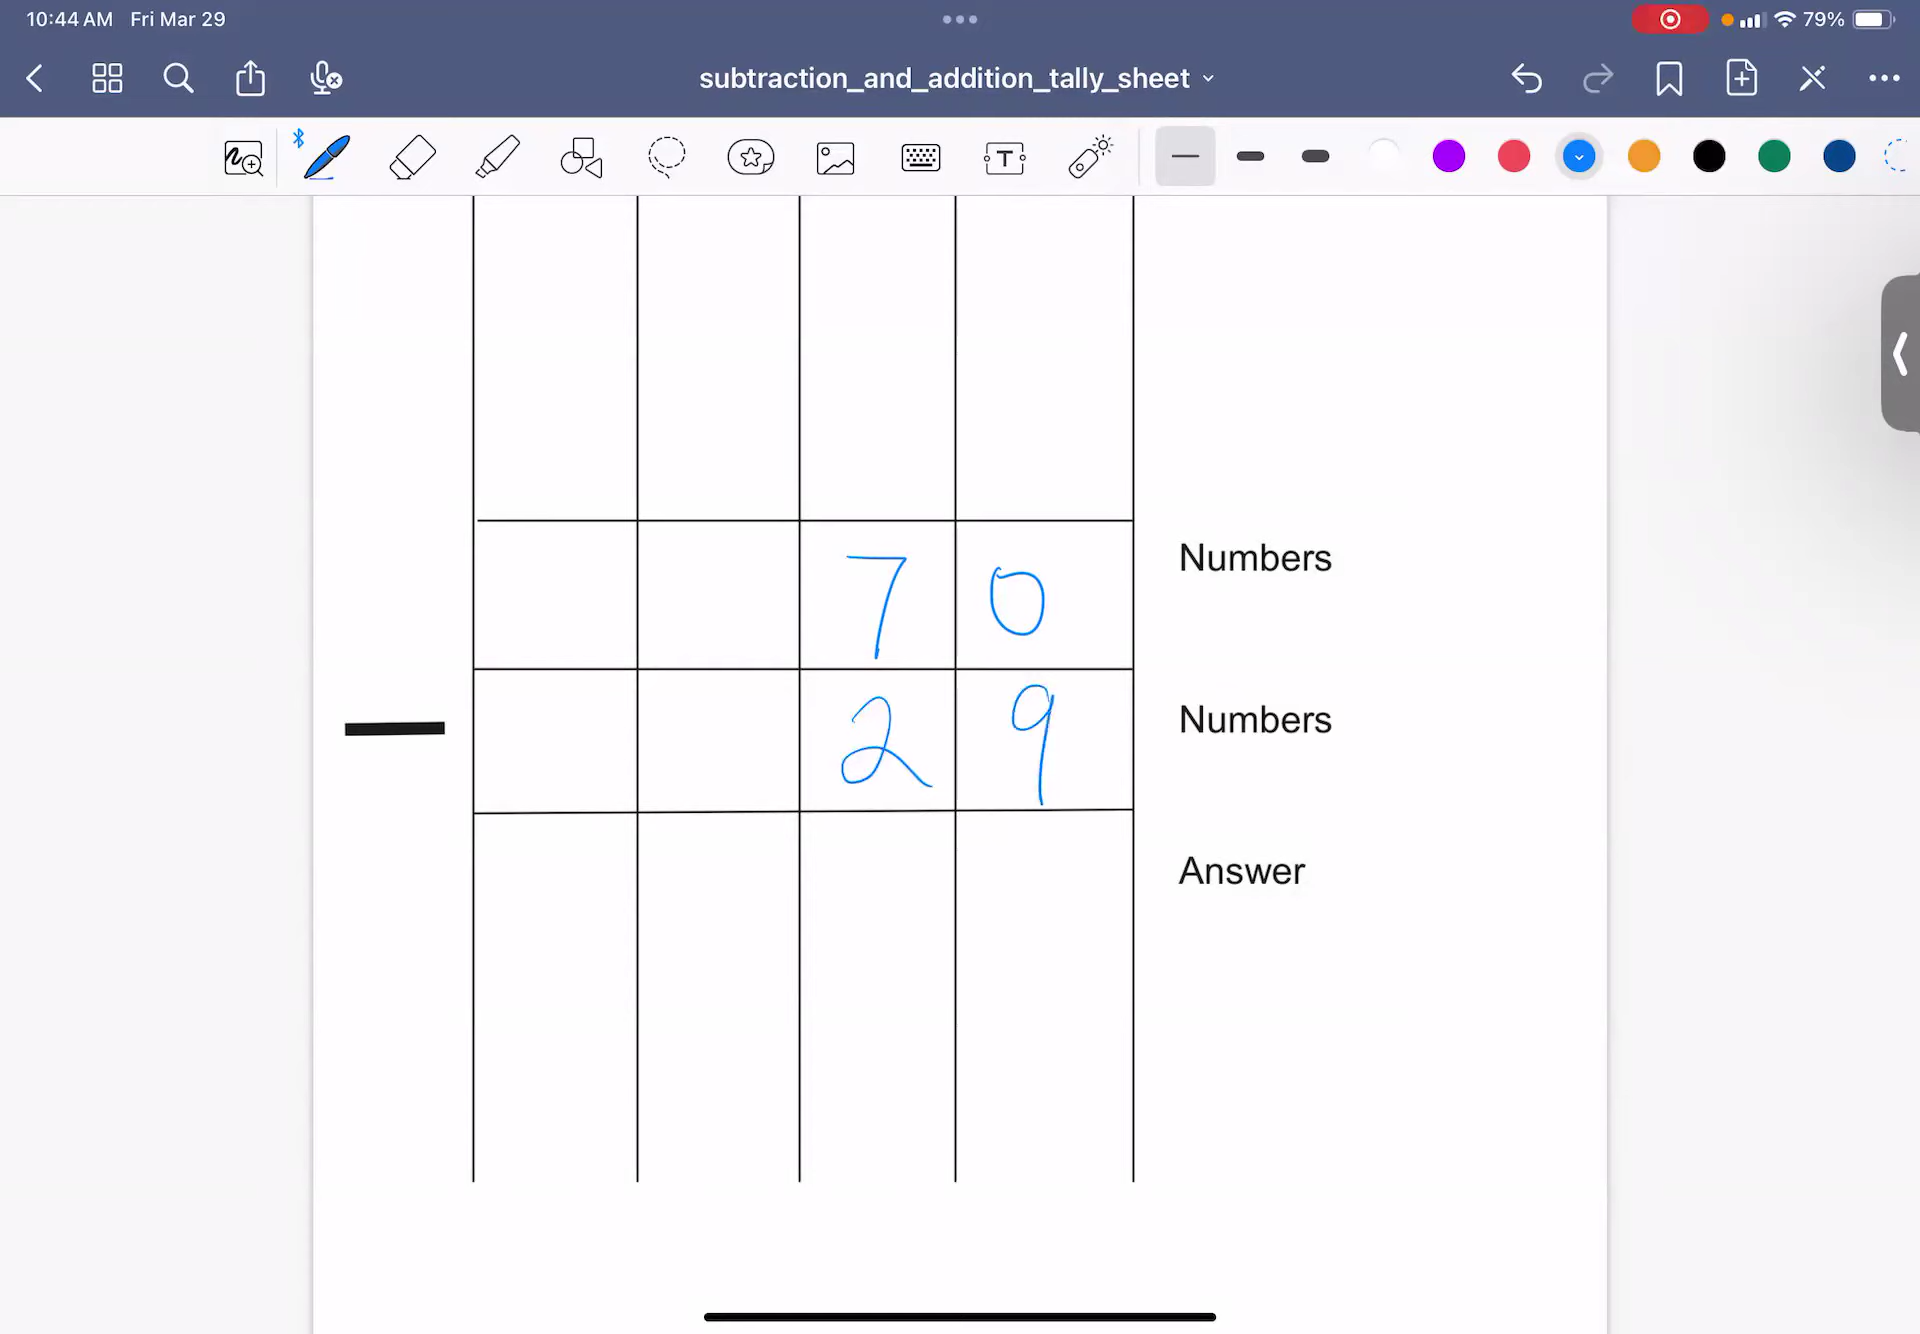 10:44 AM Fri Mar 29 79%
subtraction_and_addition_tally_sheet
T
7 0 Numbers
2 9 Numbers
Answer